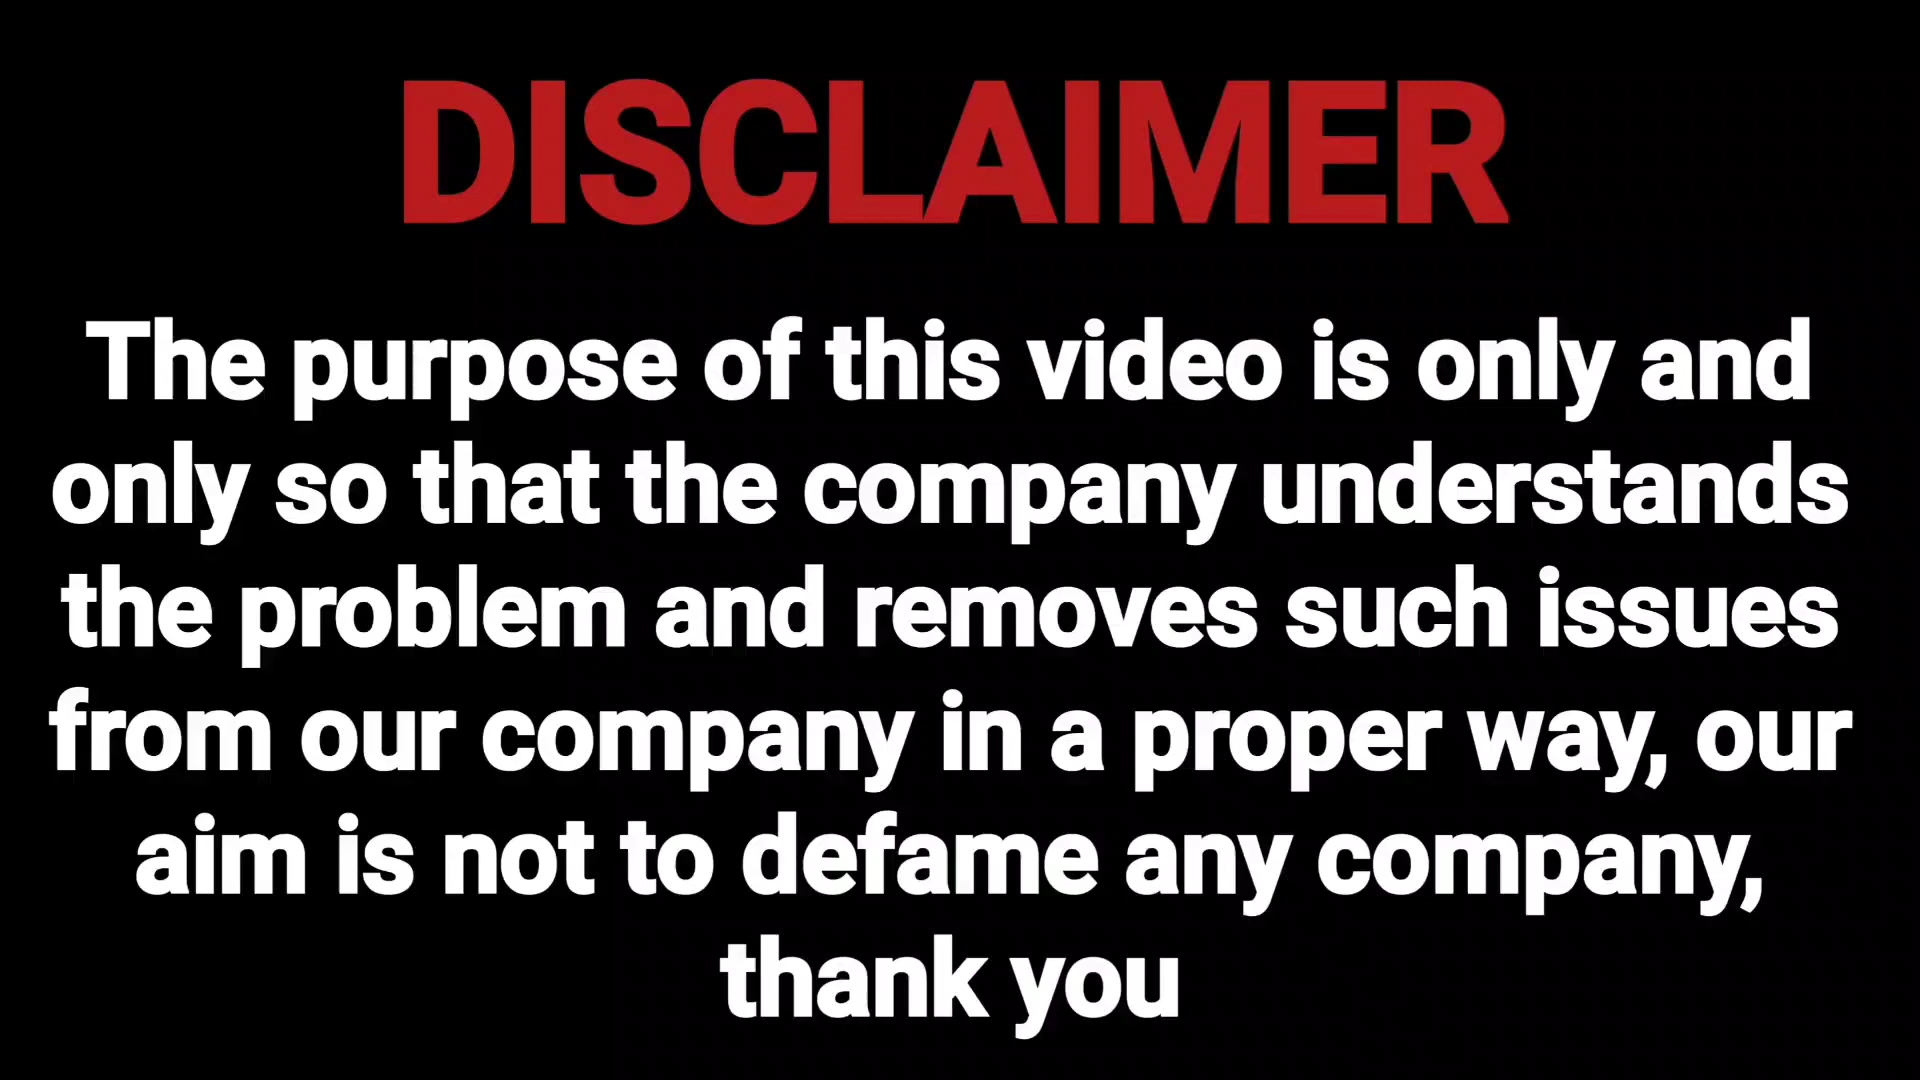 DISCLAIMER
The purpose of this video is only and
only so that the company understands
the problem and removes such issues
from our company in a proper way, our
aim is not to defame any company,
thank you